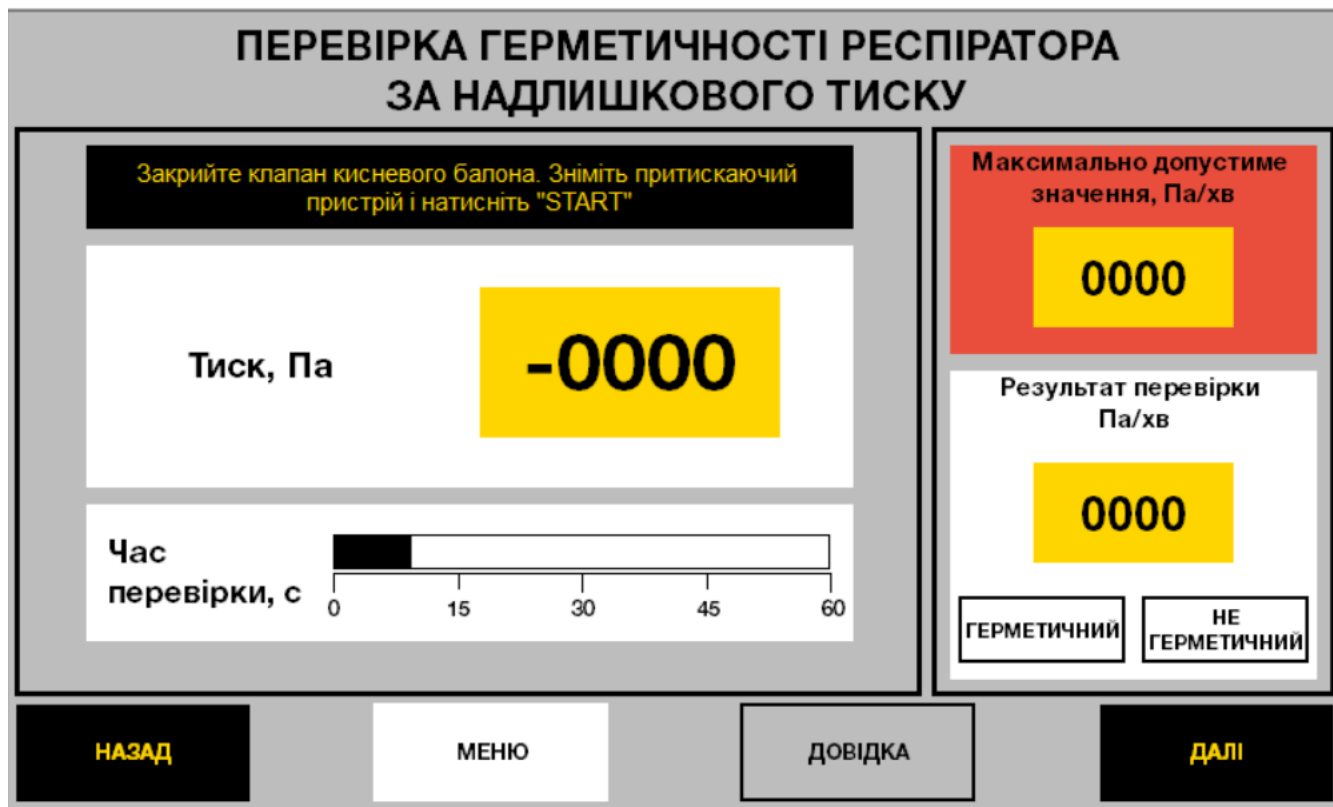 ПЕРЕВІРКА ГЕРМЕТИЧНОСТІ РЕСПІРАТОРА
ЗА НАДЛИШКОВОГО ТИСКУ
Закрийте клапан кисневого балона. Зніміть притискаючий
пристрій і натисніть "START"
Тиск, Па
-0000
Час
перевірки, с
0 15 30 45 60
Максимально допустиме
значення, Па/хв
0000
Результат перевірки
Па/хв
0000
ГЕРМЕТИЧНИЙ
НЕ
ГЕРМЕТИЧНИЙ
НАЗАД
МЕНЮ
ДОВІДКА
ДАЛІ